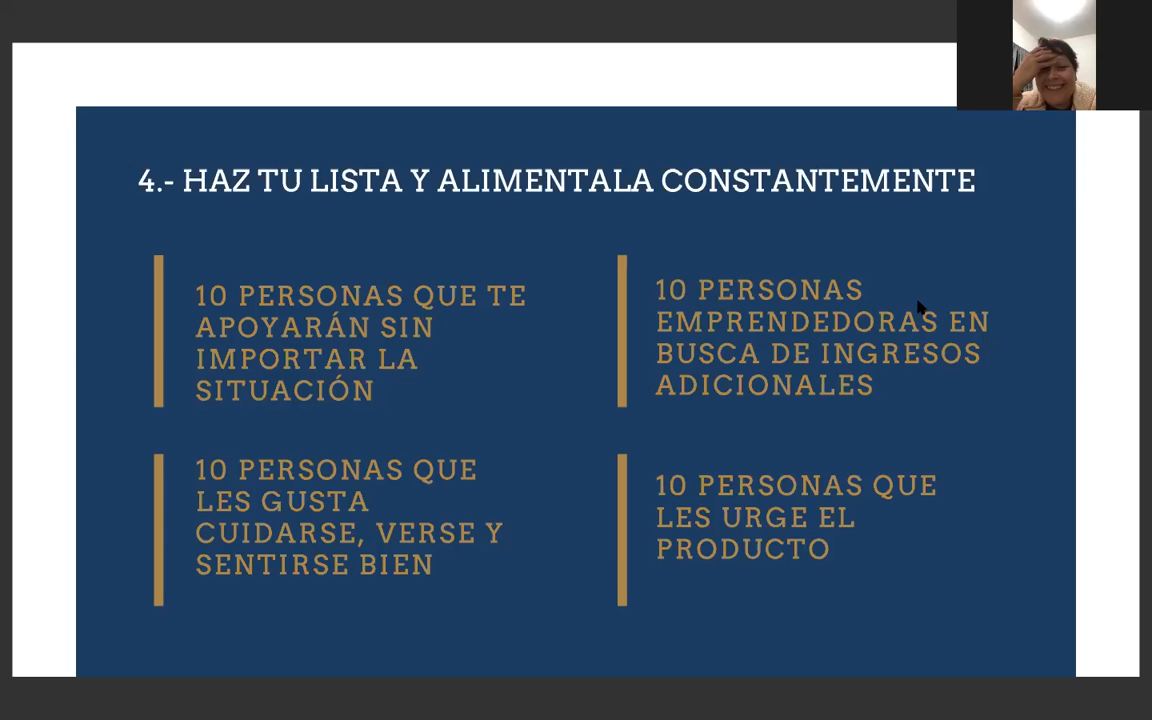 4.- HAZ TU LISTA Y ALIMENTALA CONSTANTEMENTE
10 PERSONAS QUE TE
APOYARÁN SIN
IMPORTAR LA
SITUACIÓN
10 PERSONAS
EMPRENDEDORAS EN
BUSCA DE INGRESOS
ADICIONALES
10 PERSONAS QUE
LES GUSTA
CUIDARSE, VERSE Y
SENTIRSE BIEN
10 PERSONAS QUE
LES URGE EL
PRODUCTO